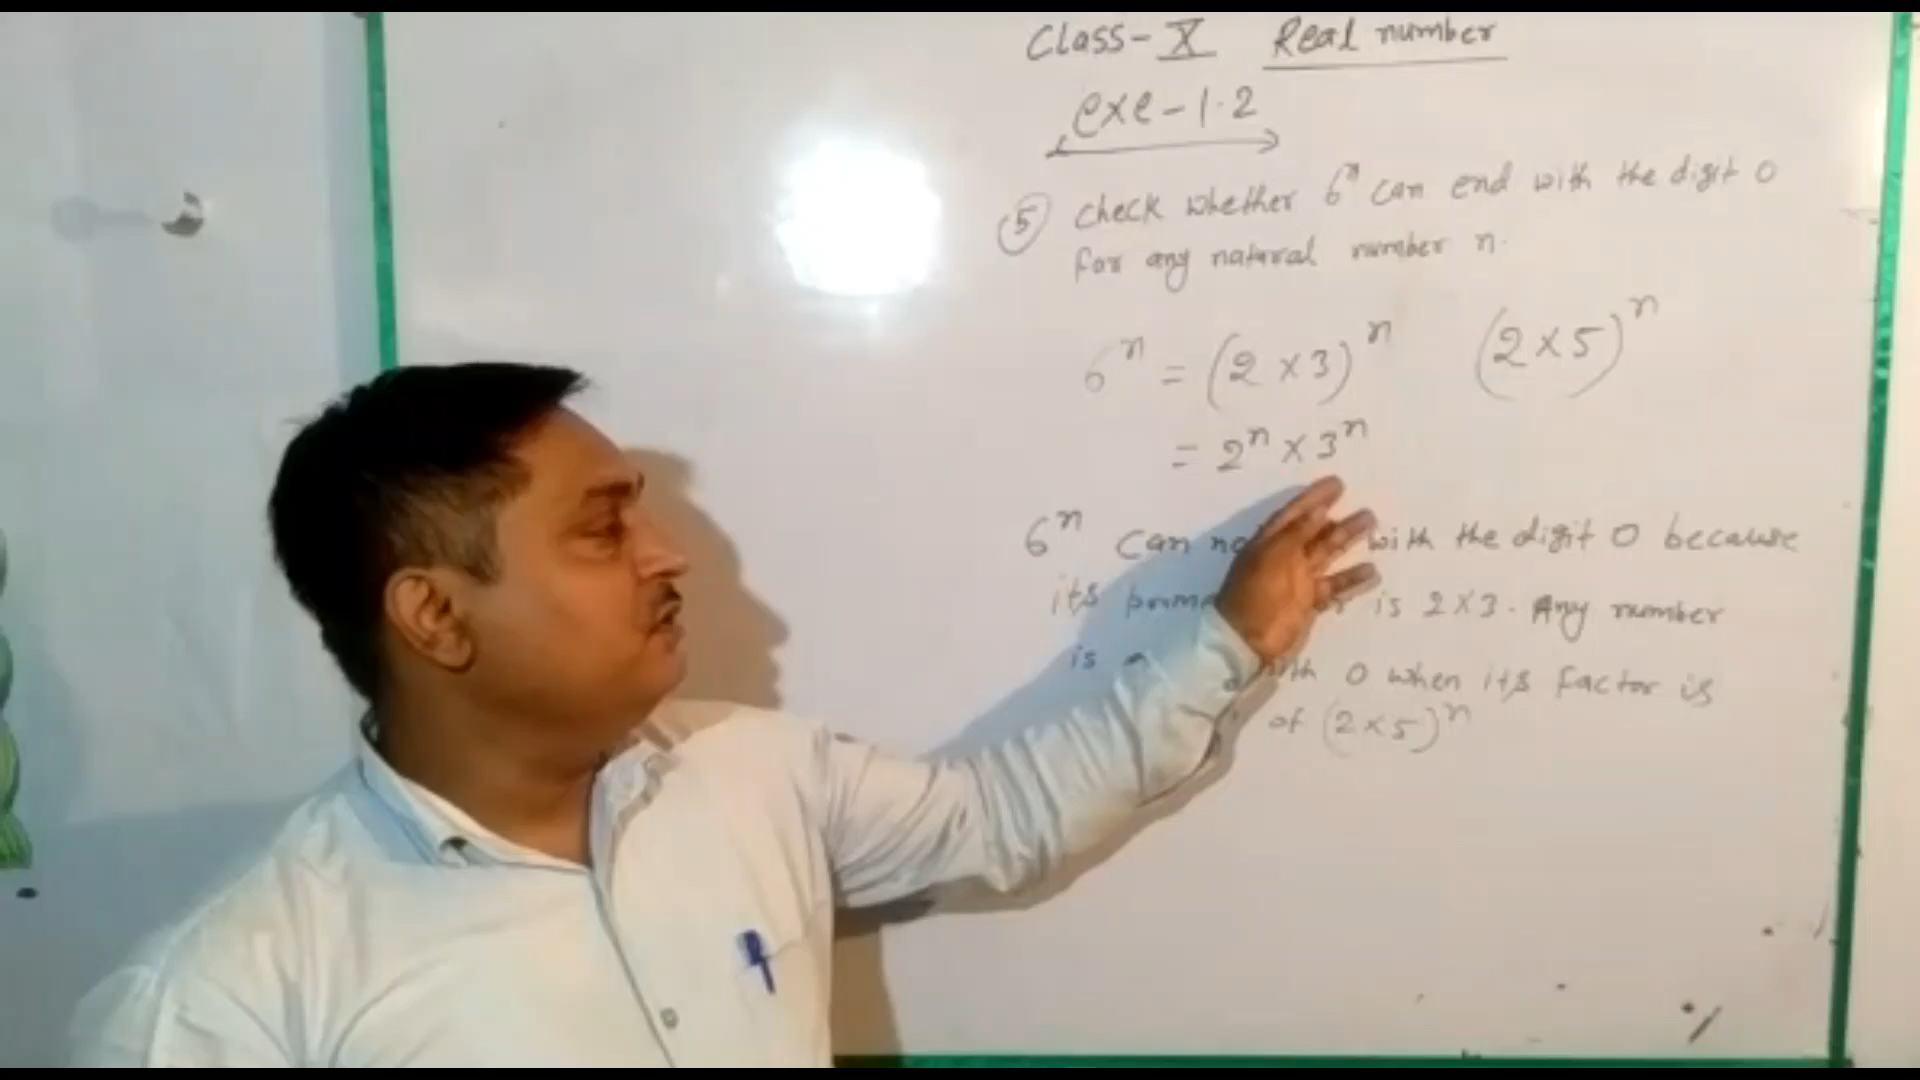 Class-X Real number
exe-1.2
5 Check whether 6ⁿ can end with the digit 0
for any natural number n.
6ⁿ = (2 × 3)ⁿ (2 × 5)ⁿ
= 2ⁿ × 3ⁿ
6ⁿ can with the digit 0 because
its is 2×3. Any number
is 0 when its factor is
of (2×5)ⁿ